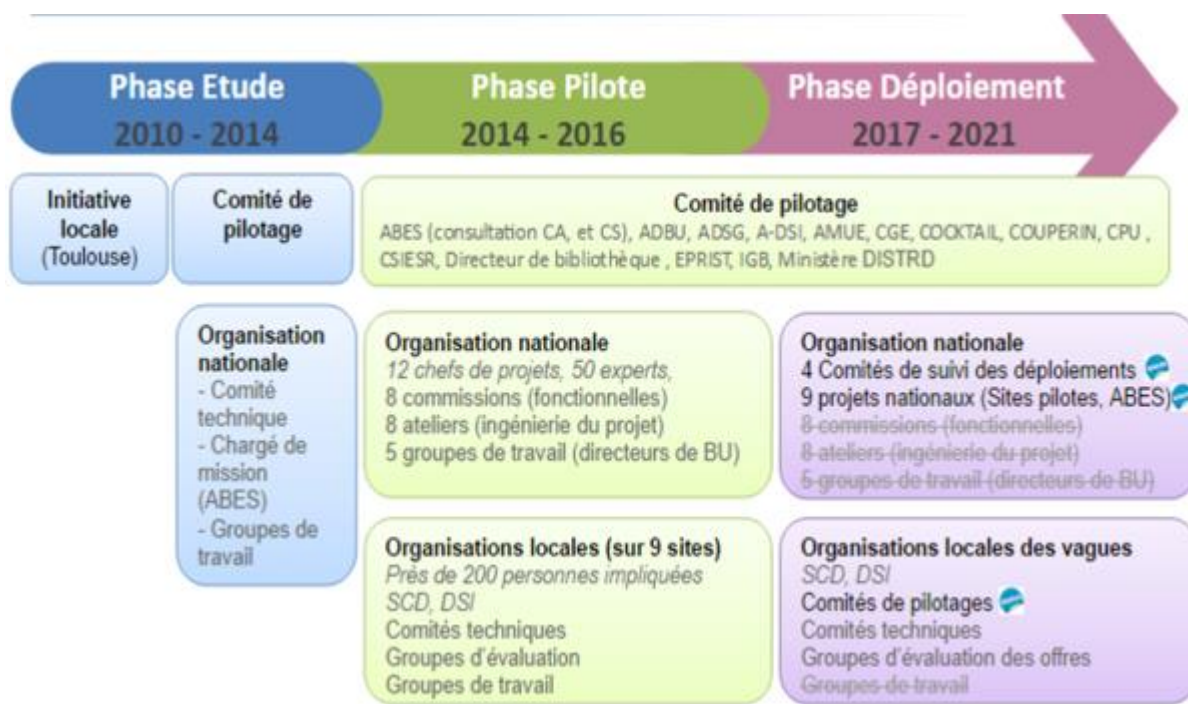 Phase Etude
2010 - 2014
Phase Pilote
2014 - 2016
Phase Déploiement
2017 - 2021
Initiative
locale
(Toulouse)
Comité de
pilotage
Comité de pilotage
ABES (consultation CA, et CS), ADBU, ADSG, A-DSI, AMUE, CGE, COCKTAIL, COUPERIN, CPU ,
CSIESR, Directeur de bibliothèque , EPRIST, IGB, Ministère DISTRD
Organisation
nationale
- Comité
technique
- Chargé de
mission
(ABES)
- Groupes de
travail
Organisation nationale
12 chefs de projets, 50 experts,
8 commissions (fonctionnelles)
8 ateliers (ingénierie du projet)
5 groupes de travail (directeurs de BU)
Organisation nationale
4 Comités de suivi des déploiements
9 projets nationaux (Sites pilotes, ABES)
8 commissions (fonctionnelles)
8 ateliers (ingénierie du projet)
5 groupes de travail (directeurs de BU)
Organisations locales (sur 9 sites)
Près de 200 personnes impliquées
SCD, DSI
Comités techniques
Groupes d'évaluation
Groupes de travail
Organisations locales des vagues
SCD, DSI
Comités de pilotages
Comités techniques
Groupes d'évaluation des offres
Groupes de travail